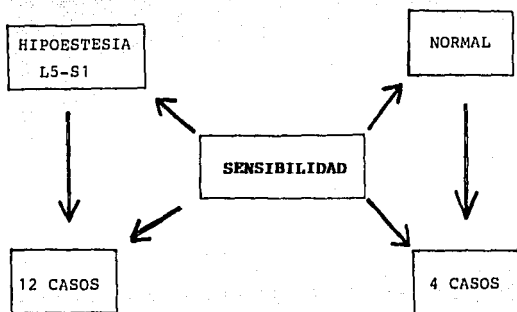 HIPOESTESIA
L5-S1
NORMAL
SENSIBILIDAD
12 CASOS
4 CASOS